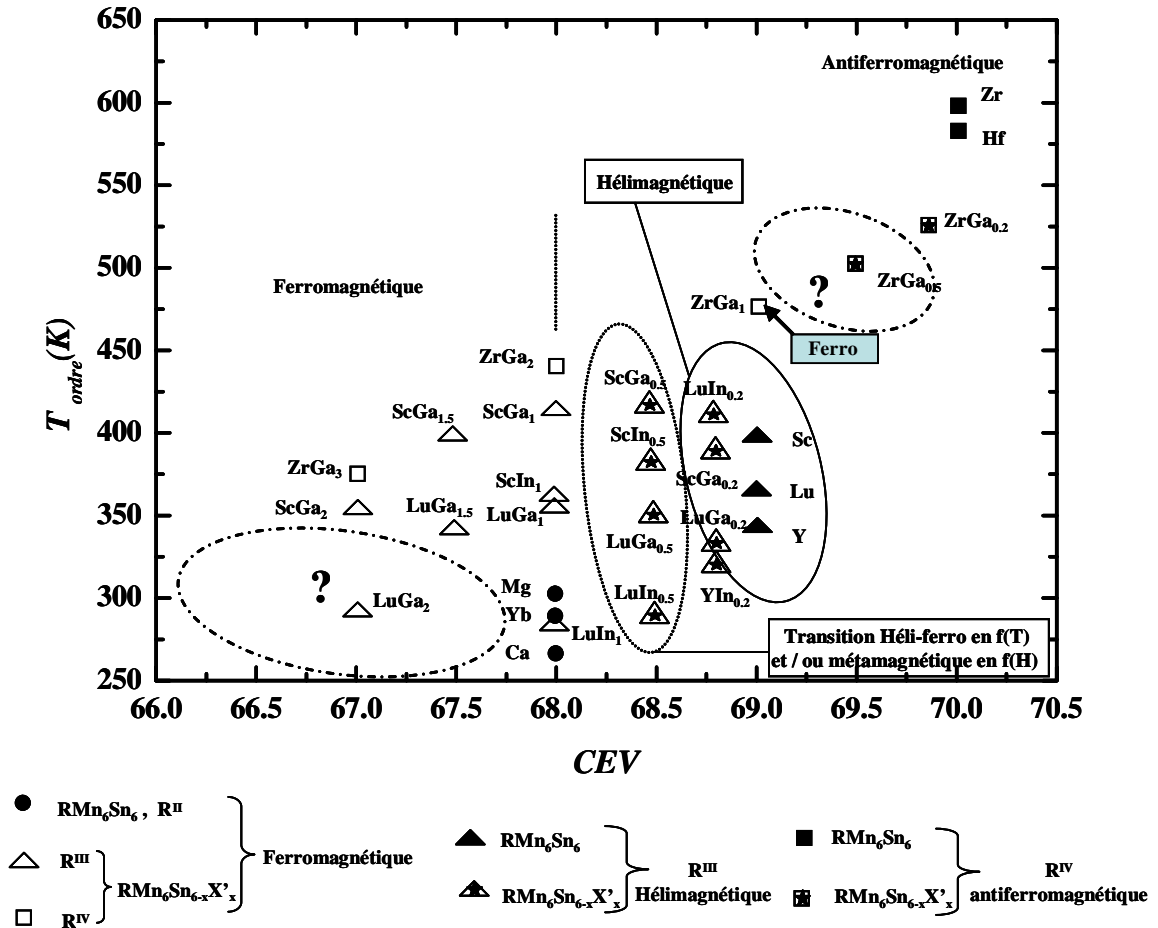 650
600
550
500
450
400
350
300
250
T ordre(K)
66.0 66.5 67.0 67.5 68.0 68.5 69.0 69.5 70.0 70.5
CEV
Antiferromagnétique
Zr
Hf
Hélimagnétique
ZrGa0.2
Ferromagnétique
ZrGa0.5
?
ZrGa1
Ferro
ZrGa2
ScGa0.5
LuIn0.2
ScGa1.5
ScGa1
ScIn0.5
Sc
ZrGa3
ScIn1
ScGa0.2
ScGa2
LuGa1.5
LuGa1
LuGa0.5
LuGa0.2
Lu
Y
?
LuGa2
Mg
Yb
Ca
LuIn1
LuIn0.5
YIn0.2
Transition Héli-ferro en f(T)
et / ou métamagnétique en f(H)
RMn6Sn6 , RII
RIII
RIV
RMn6Sn6-xX'x
Ferromagnétique
RMn6Sn6
RMn6Sn6-xX'x
RIII
Hélimagnétique
RMn6Sn6
RMn6Sn6-xX'x
RIV
antiferromagnétique